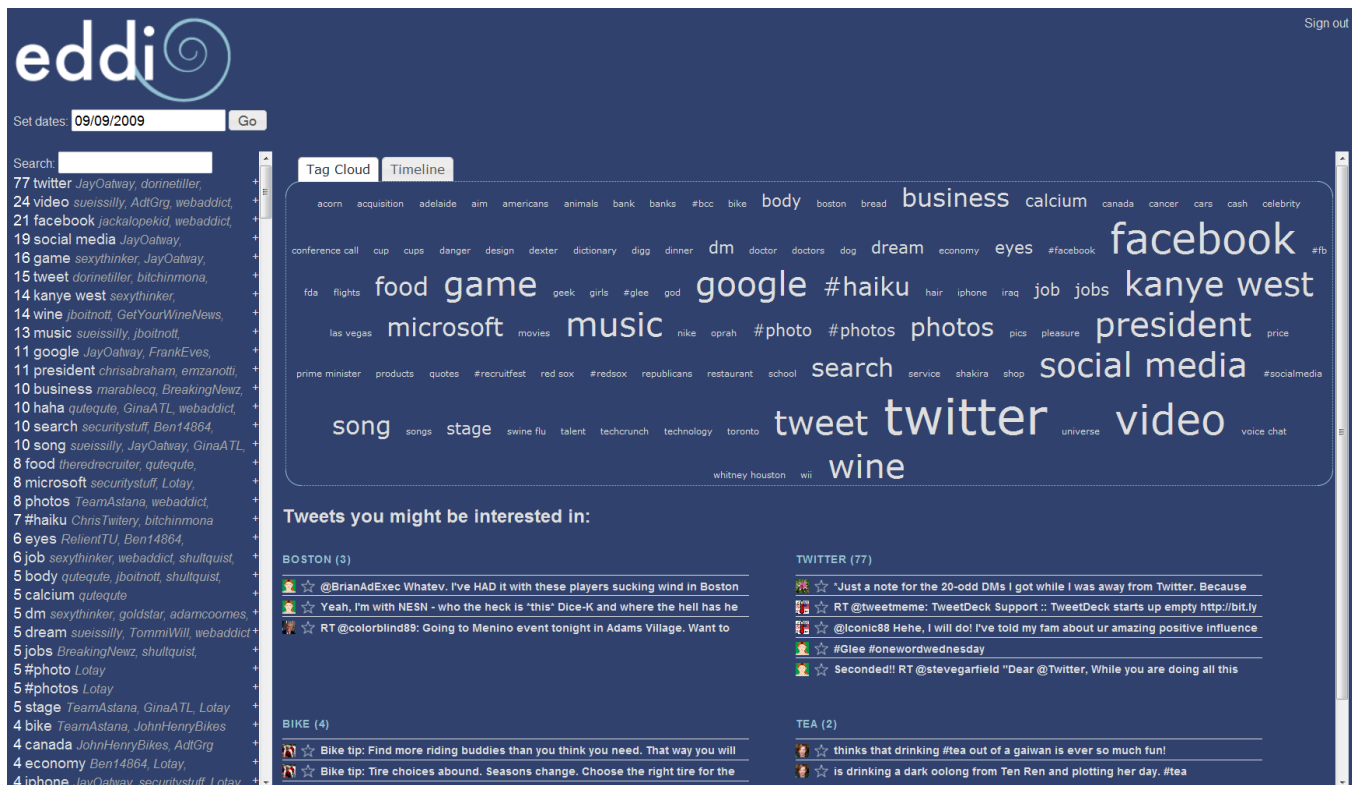 eddi
Sign out
Set dates: 09/09/2009 Go
Search:
77 twitter JayOatway, dorinetiller, +
24 video sueissilly, AdtGrg, webaddict, +
21 facebook jackalopekid, webaddict, +
19 social media JayOatway, +
16 game sexythinker, JayOatway, +
15 tweet dorinetiller, bitchinmona, +
14 kanye west sexythinker, +
14 wine jboitnott, GetYourWineNews, +
13 music sueissilly, jboitnott, +
11 google JayOatway, FrankEves, +
11 president chrisabraham, emzanotti, +
10 business marablecq, BreakingNewz, +
10 haha qutequte, GinaATL, webaddict, +
10 search securitystuff, Ben14864, +
10 song sueissilly, JayOatway, GinaATL, +
8 food theredrecruiter, qutequte, +
8 microsoft securitystuff, Lotay, +
8 photos TeamAstana, webaddict, +
7 #haiku ChrisTwitery, bitchinmona +
6 eyes RelientTU, Ben14864, +
6 job sexythinker, webaddict, shultquist, +
5 body qutequte, jboitnott, shultquist, +
5 calcium qutequte +
5 dm sexythinker, goldstar, adamcoomes, +
5 dream sueissilly, TommiWill, webaddict +
5 jobs BreakingNewz, shultquist, +
5 #photo Lotay +
5 #photos Lotay +
5 stage TeamAstana, GinaATL, Lotay +
4 bike TeamAstana, JohnHenryBikes +
4 canada JohnHenryBikes, AdtGrg +
4 economy Ben14864, Lotay, +
4 iphone JayOatway, securitystuff, Lotay, +
Tag Cloud Timeline
acorn acquisition adelaide aim americans animals bank banks #bcc bike body boston bread business calcium canada cancer cars cash celebrity
conference call cup cups danger design dexter dictionary digg dinner dm doctor doctors dog dream economy eyes #facebook facebook #fb
fda flights food game geek girls #glee god google #haiku hair iphone iraq job jobs kanye west
las vegas microsoft movies music nike oprah #photo #photos photos pics pleasure president price
prime minister products quotes #recruitfest red sox #redsox republicans restaurant school search service shakira shop social media #socialmedia
song songs stage swine flu talent techcrunch technology toronto tweet twitter universe video voice chat
whitney houston wii wine
Tweets you might be interested in:
BOSTON (3)
@BrianAdExec Whatev. I've HAD it with these players sucking wind in Boston
Yeah, I'm with NESN - who the heck is *this* Dice-K and where the hell has he
RT @colorblind89: Going to Menino event tonight in Adams Village. Want to
TWITTER (77)
*Just a note for the 20-odd DMs I got while I was away from Twitter. Because
RT @tweetmeme: TweetDeck Support :: TweetDeck starts up empty http://bit.ly
@Iconic88 Hehe, I will do! I've told my fam about ur amazing positive influence
#Glee #onewordwednesday
Seconded!! RT @stevegarfield "Dear @Twitter, While you are doing all this
BIKE (4)
Bike tip: Find more riding buddies than you think you need. That way you will
Bike tip: Tire choices abound. Seasons change. Choose the right tire for the
TEA (2)
thinks that drinking #tea out of a gaiwan is ever so much fun!
is drinking a dark oolong from Ten Ren and plotting her day. #tea